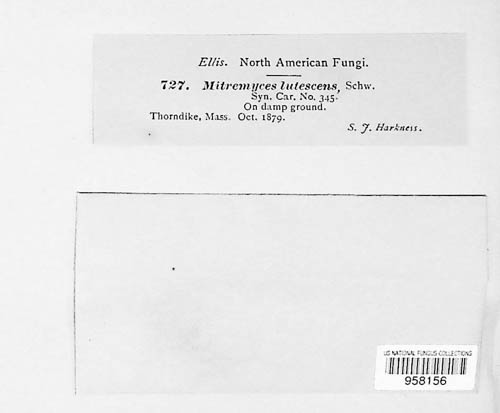 Ellis. North American Fungi.
727. Mitremyces lutescens, Schw.
Syn. Car. No. 345.
On damp ground.
Thorndike, Mass. Oct. 1879.
S. J. Harkness.
US NATIONAL FUNGUS COLLECTIONS
958156